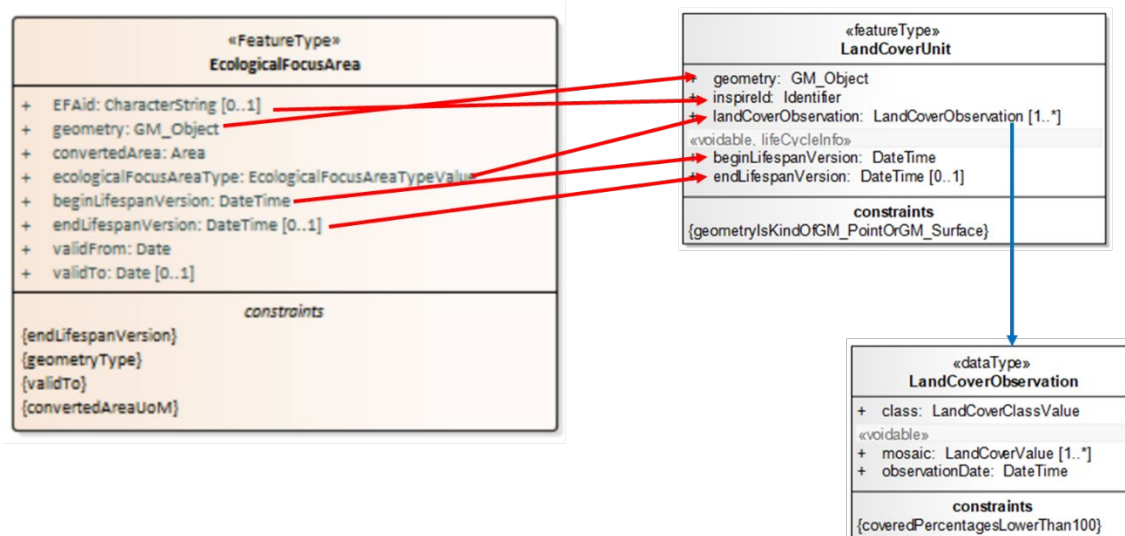 «FeatureType»
EcologicalFocusArea
+ EFAid: CharacterString [0..1]
+ geometry: GM_Object
+ convertedArea: Area
+ ecologicalFocusAreaType: EcologicalFocusAreaTypeValue
+ beginLifespanVersion: DateTime
+ endLifespanVersion: DateTime [0..1]
+ validFrom: Date
+ validTo: Date [0..1]
constraints
{endLifespanVersion}
{geometryType}
{validTo}
{convertedAreaUoM}
«featureType»
LandCoverUnit
+ geometry: GM_Object
+ inspireId: Identifier
+ landCoverObservation: LandCoverObservation [1..*]
«voidable, lifeCycleInfo»
+ beginLifespanVersion: DateTime
+ endLifespanVersion: DateTime [0..1]
constraints
{geometryIsKindOfGM_PointOrGM_Surface}
«dataType»
LandCoverObservation
+ class: LandCoverClassValue
«voidable»
+ mosaic: LandCoverValue [1..*]
+ observationDate: DateTime
constraints
{coveredPercentagesLowerThan100}